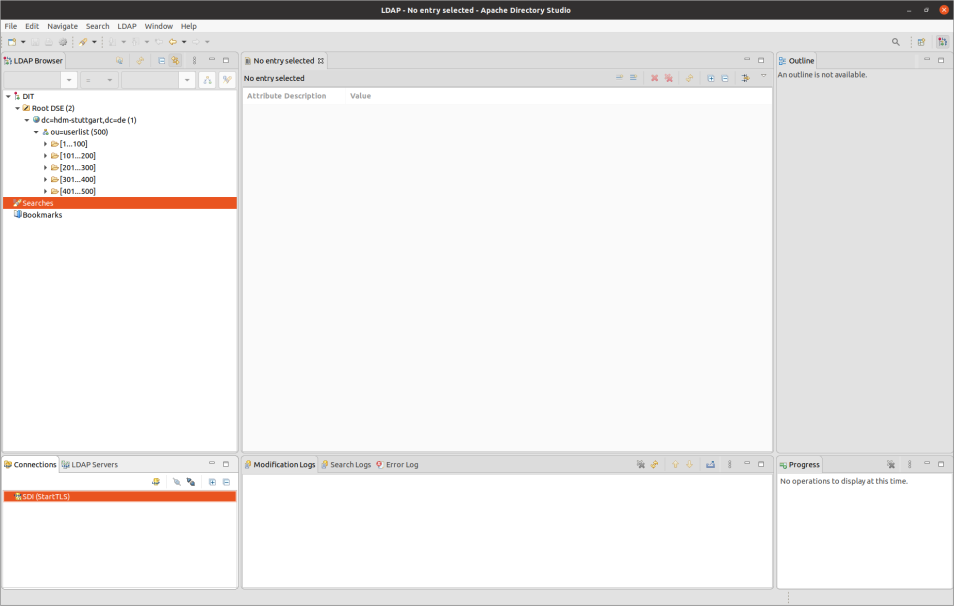 LDAP - No entry selected - Apache Directory Studio
File Edit Navigate Search LDAP Window Help
LDAP Browser
No entry selected
Outline
=
No entry selected
An outline is not available.
Attribute Description Value
DIT
Root DSE (2)
dc=hdm-stuttgart,dc=de (1)
ou=userlist (500)
[1...100]
[101...200]
[201...300]
[301...400]
[401...500]
Searches
Bookmarks
Connections LDAP Servers
Modification Logs Search Logs Error Log
Progress
No operations to display at this time.
SDI (StartTLS)